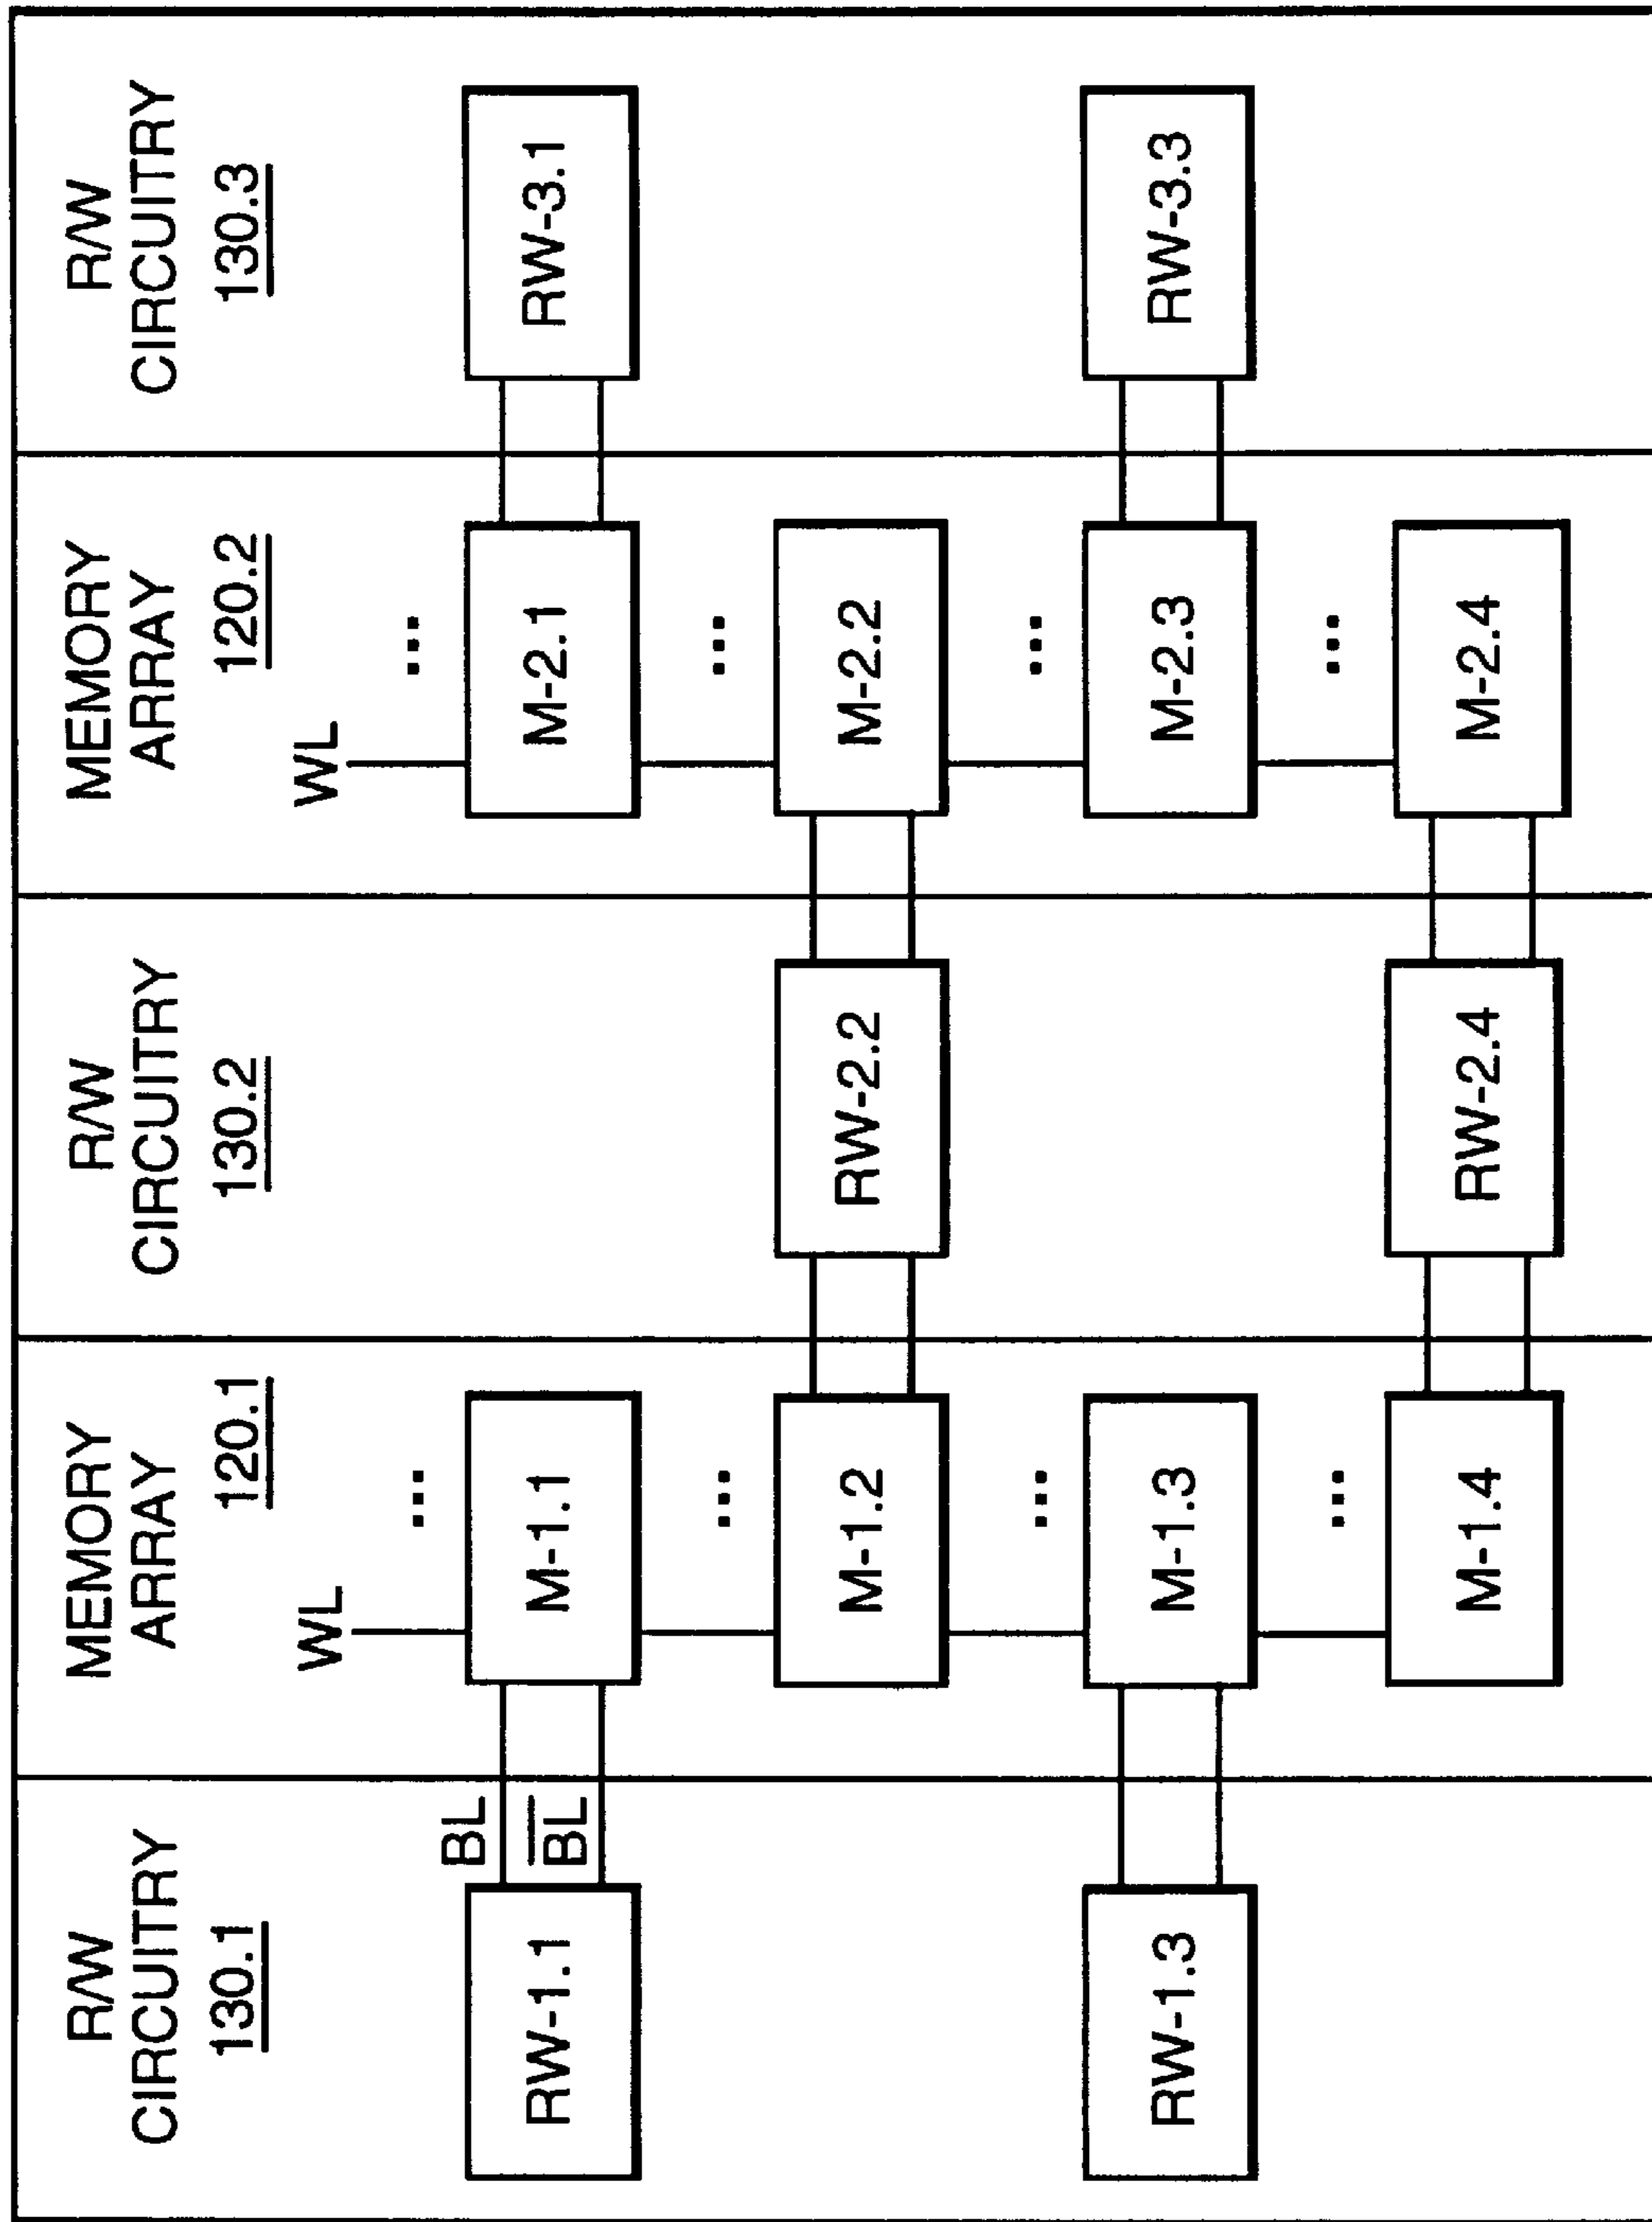 R/W
CIRCUITRY
130.1
MEMORY
ARRAY
120.1
R/W
CIRCUITRY
130.2
MEMORY
ARRAY
120.2
R/W
CIRCUITRY
130.3
WL
WL
...
...
BL
B̅L̅
RW-1.1
M-1.1
M-2.1
RW-3.1
...
...
M-1.2
RW-2.2
M-2.2
...
...
RW-1.3
M-1.3
M-2.3
RW-3.3
...
...
M-1.4
RW-2.4
M-2.4